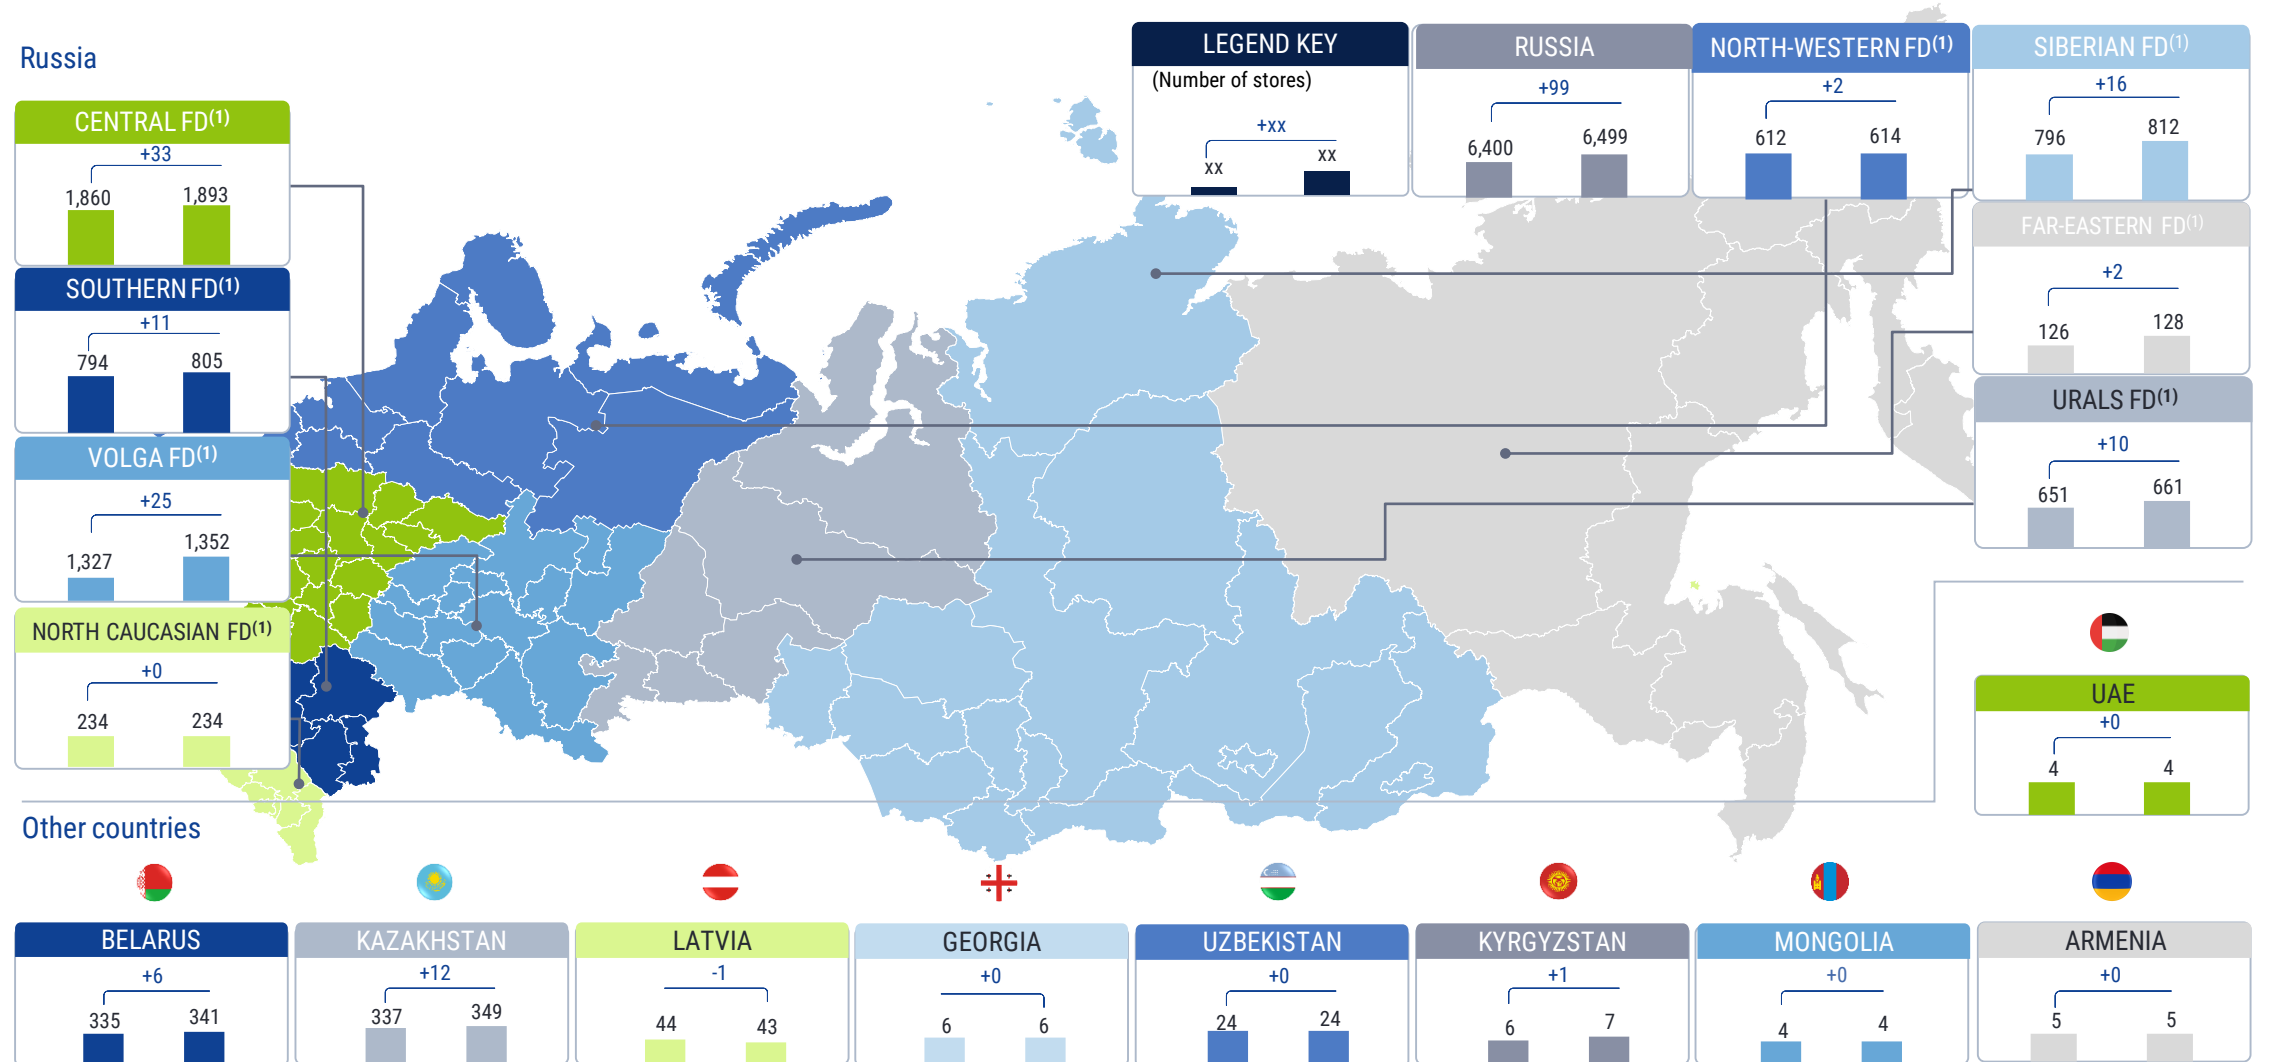 Russia
LEGEND KEY
(Number of stores)
+xx
xx
xx
RUSSIA
+99
6,400
6,499
NORTH-WESTERN FD(1)
+2
612
614
SIBERIAN FD(1)
+16
796
812
CENTRAL FD(1)
+33
1,860
1,893
FAR-EASTERN FD(1)
+2
126
128
SOUTHERN FD(1)
+11
794
805
URALS FD(1)
+10
651
661
VOLGA FD(1)
+25
1,327
1,352
NORTH CAUCASIAN FD(1)
+0
234
234
UAE
+0
4
4
Other countries
BELARUS
+6
335
341
KAZAKHSTAN
+12
337
349
LATVIA
-1
44
43
GEORGIA
+0
6
6
UZBEKISTAN
+0
24
24
KYRGYZSTAN
+1
6
7
MONGOLIA
+0
4
4
ARMENIA
+0
5
5